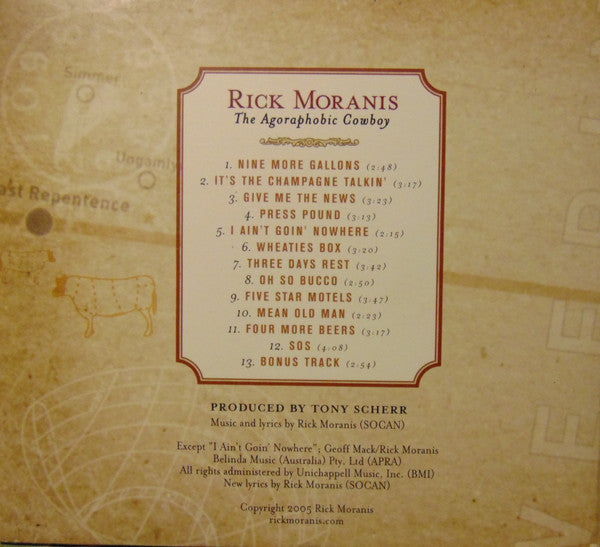 Simmer
Ungamly
ast Repentence
RICK MORANIS
The Agoraphobic Cowboy
1. NINE MORE GALLONS (2:48)
2. IT'S THE CHAMPAGNE TALKIN' (3:17)
3. GIVE ME THE NEWS (3:23)
4. PRESS POUND (3:13)
5. I AIN'T GOIN' NOWHERE (2:15)
6. WHEATIES BOX (3:20)
7. THREE DAYS REST (3:42)
8. OH SO BUCCO (2:50)
9. FIVE STAR MOTELS (3:47)
10. MEAN OLD MAN (2:23)
11. FOUR MORE BEERS (3:17)
12. SOS (4:08)
13. BONUS TRACK (2:54)
PRODUCED BY TONY SCHERR
Music and lyrics by Rick Moranis (SOCAN)
Except "I Ain't Goin' Nowhere"; Geoff Mack/Rick Moranis
Belinda Music (Australia) Pty. Ltd (APRA)
All rights administered by Unichappell Music, Inc. (BMI)
New lyrics by Rick Moranis (SOCAN)
Copyright 2005 Rick Moranis
rickmoranis.com